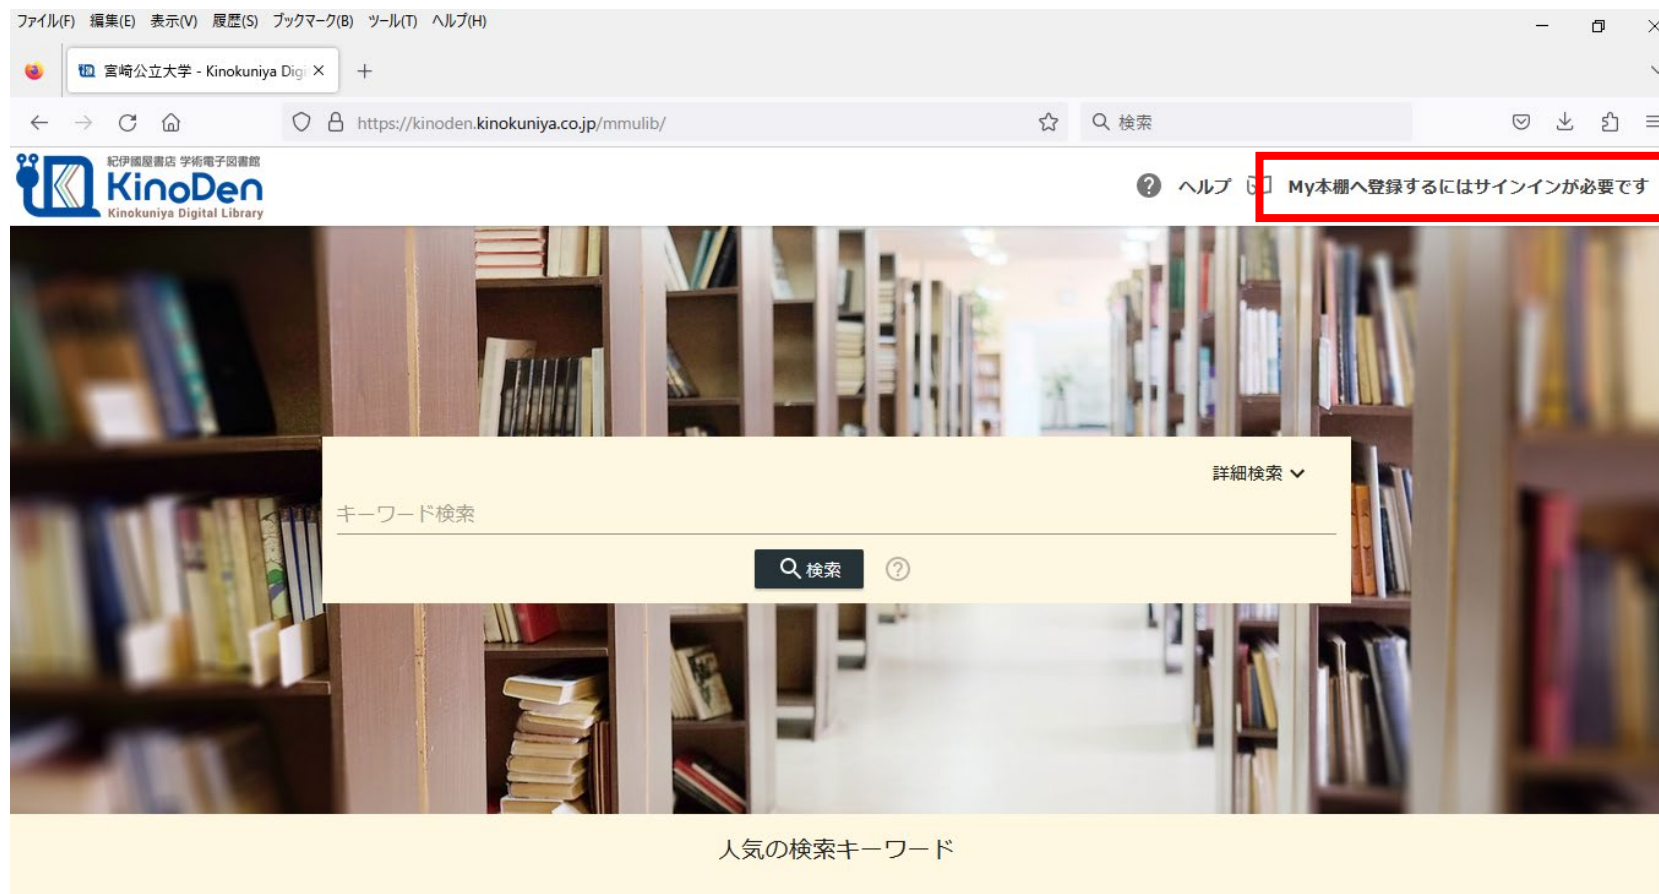 ファイル(F) 編集(E) 表示(V) 履歴(S) ブックマーク(B) ツール(T) ヘルプ(H)
宮崎公立大学 - Kinokuniya Digi
https://kinoden.kinokuniya.co.jp/mmulib/
検索
紀伊國屋書店 学術電子図書館
KinoDen
Kinokuniya Digital Library
ヘルプ
My本棚へ登録するにはサインインが必要です
詳細検索
キーワード検索
検索
人気の検索キーワード